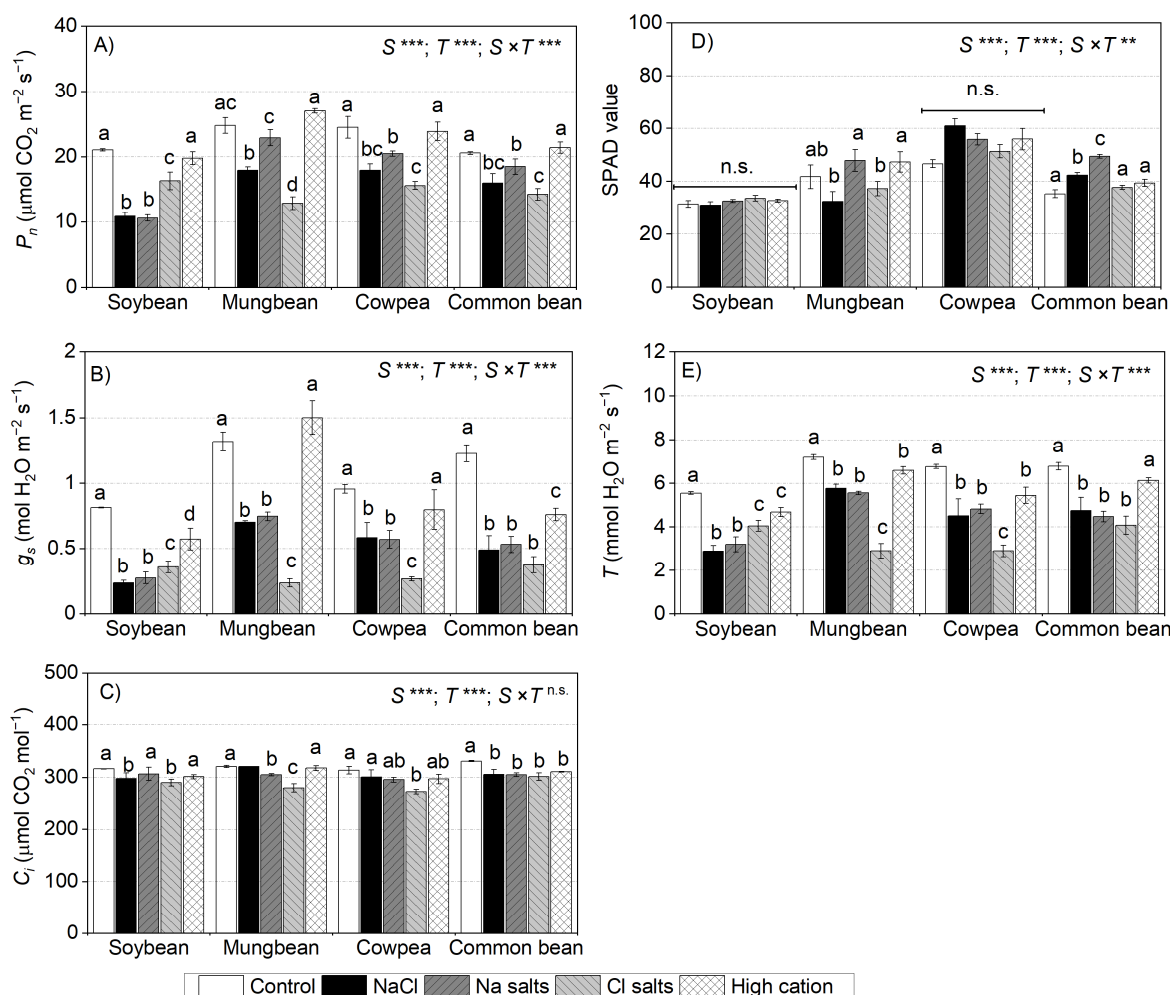 A)
S ***; T ***; S × T ***
40
30
20
10
0
Pn (μmol CO2 m−2 s−1)
a b b c a
ac b c d a
a bc b c a
a bc b c a
Soybean Mungbean Cowpea Common bean
D)
S ***; T ***; S × T **
100
80
60
40
20
0
SPAD value
n.s.
ab b a b a
n.s.
a b c a a
Soybean Mungbean Cowpea Common bean
B)
S ***; T ***; S × T ***
2
1.5
1
0.5
0
gs (mol H2O m−2 s−1)
a b b c d
a b b c a
a b b c a
a b b b c
Soybean Mungbean Cowpea Common bean
E)
S ***; T ***; S × T ***
12
10
8
6
4
2
0
T (mmol H2O m−2 s−1)
a b b c c
a b b c b
a b b c b
a b b b a
Soybean Mungbean Cowpea Common bean
C)
S ***; T ***; S × T n.s.
500
400
300
200
100
0
Ci (μmol CO2 mol−1)
a b a b a
a b c a
a a ab b ab
a b b b b
Soybean Mungbean Cowpea Common bean
Control NaCl Na salts Cl salts High cation